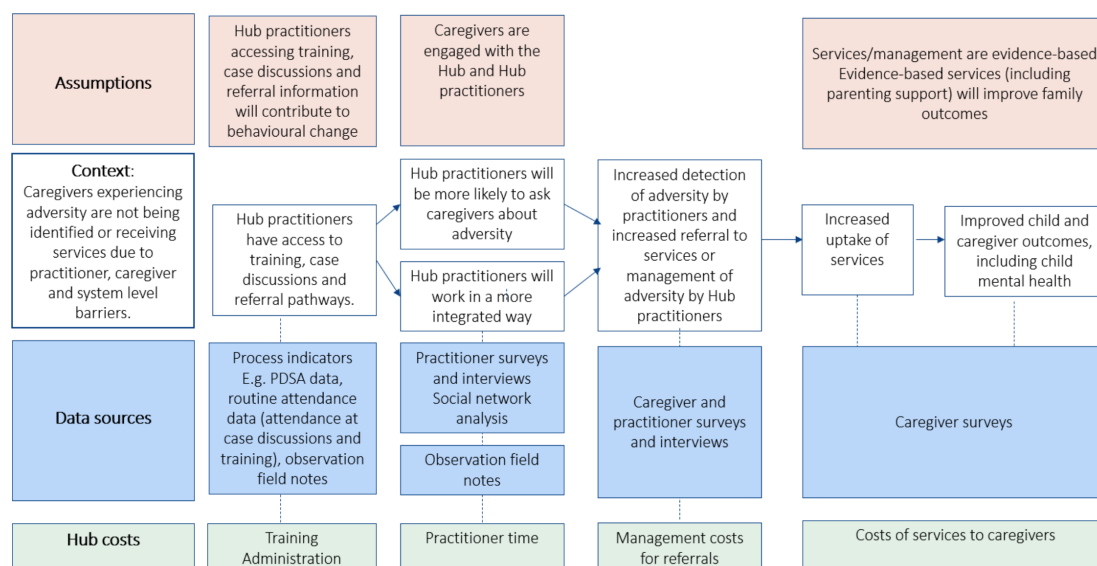 Assumptions
Hub practitioners
accessing training,
case discussions and
referral information
will contribute to
behavioural change
Caregivers are
engaged with the
Hub and Hub
practitioners
Services/management are evidence-based
Evidence-based services (including
parenting support) will improve family
outcomes
Context:
Caregivers experiencing
adversity are not being
identified or receiving
services due to
practitioner, caregiver
and system level
barriers.
Hub practitioners
have access to
training, case
discussions and
referral pathways.
Hub practitioners will
be more likely to ask
caregivers about
adversity
Hub practitioners will
work in a more
integrated way
Increased detection
of adversity by
practitioners and
increased referral to
services or
management of
adversity by Hub
practitioners
Increased
uptake of
services
Improved child and
caregiver outcomes,
including child
mental health
Data sources
Process indicators
E.g. PDSA data,
routine attendance
data (attendance at
case discussions and
training), observation
field notes
Practitioner surveys
and interviews
Social network
analysis
Observation field
notes
Caregiver and
practitioner surveys
and interviews
Caregiver surveys
Hub costs
Training
Administration
Practitioner time
Management costs
for referrals
Costs of services to caregivers